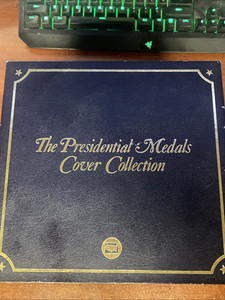 The Presidential Medals
Cover Collection